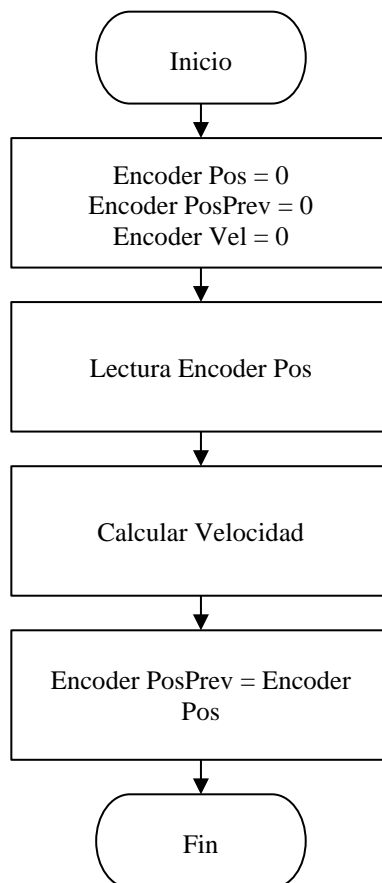 Inicio
Encoder Pos = 0
Encoder PosPrev = 0
Encoder Vel = 0
Lectura Encoder Pos
Calcular Velocidad
Encoder PosPrev = Encoder
Pos
Fin